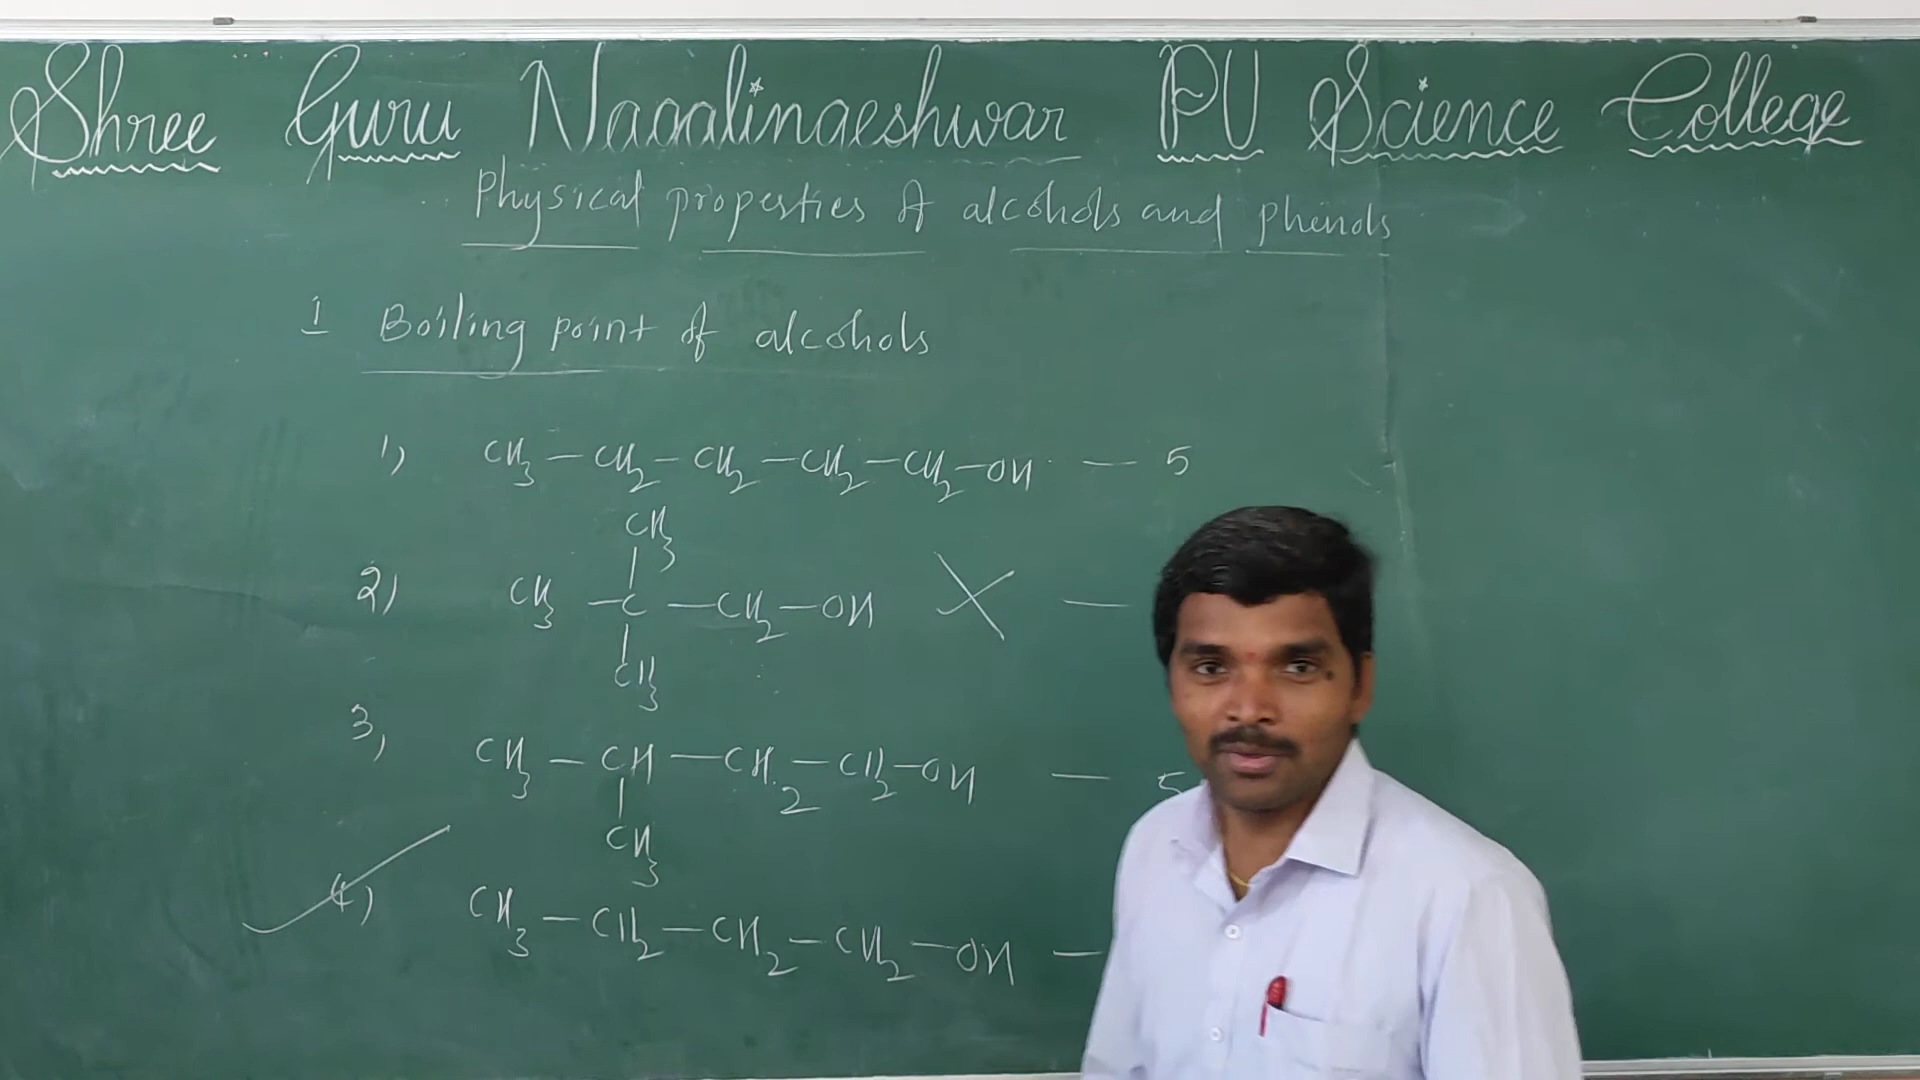 Shree Guru Nagalingeshwar PU Science College
Physical properties of alcohols and phenols
1 Boiling point of alcohols
1) CH3 — CH2 — CH2 — CH2 — CH2 — OH — 5
CH3
|
2) CH3 — C — CH2 — OH X —
|
CH3
3) CH3 — CH — CH2 — CH2 — OH — 5
|
CH3
4) CH3 — CH2 — CH2 — CH2 — OH —